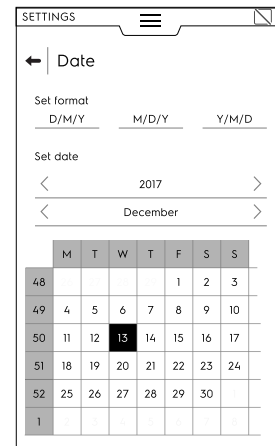 SETTINGS
Date
Set format
D/M/Y M/D/Y Y/M/D
Set date
2017
December
M T W T F S S
48 1 2 3
49 4 5 6 7 8 9 10
50 11 12 13 14 15 16 17
51 18 19 20 21 22 23 24
52 25 26 27 28 29 30
1